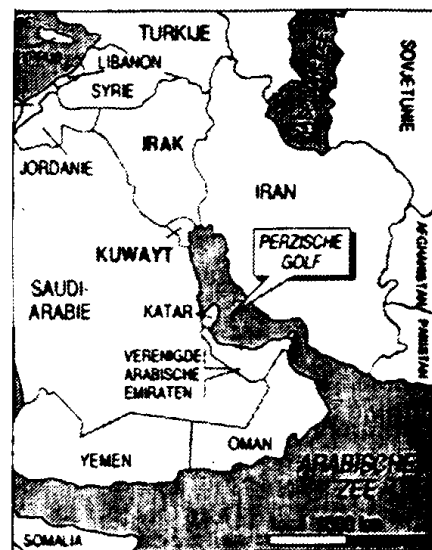 TURKIJE
LIBANON
SYRIE
SOVJETUNIE
IRAK
JORDANIE
IRAN
KUWAYT
PERZISCHE
GOLF
AFGHANISTAN
PAKISTAN
SAUDI-
ARABIE
KATAR
VERENIGDE
ARABISCHE
EMIRATEN
OMAN
YEMEN
ARABISCHE
ZEE
SOMALIA